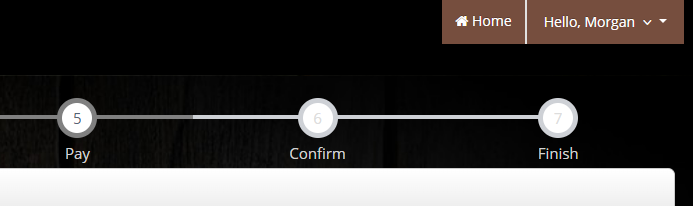 Home
Hello, Morgan
5
6
7
Pay
Confirm
Finish